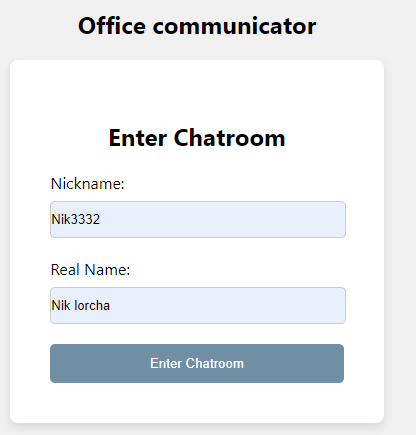 Office communicator
Enter Chatroom
Nickname:
Nik3332
Real Name:
Nik lorcha
Enter Chatroom